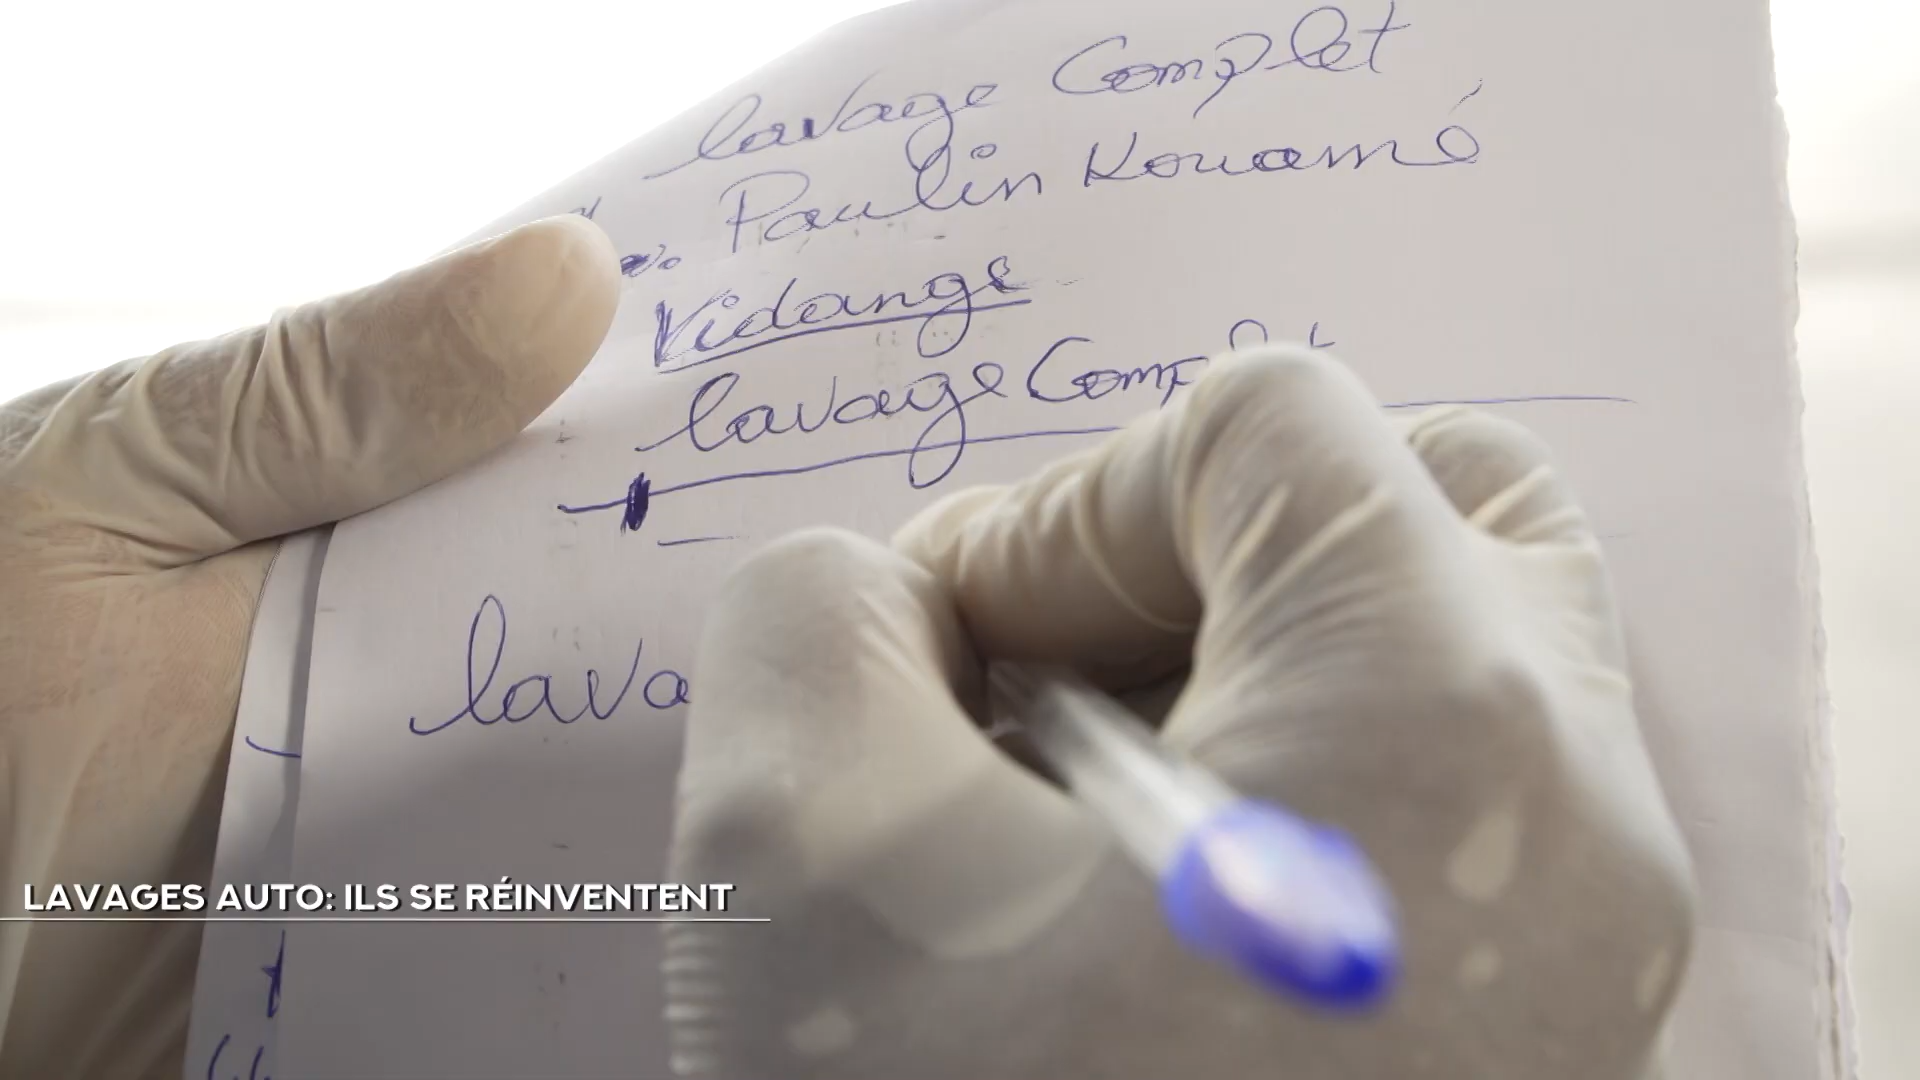 lavage Complet
Paulin Kouamé
Vidange
lavage Comp
lava
LAVAGES AUTO: ILS SE RÉINVENTENT